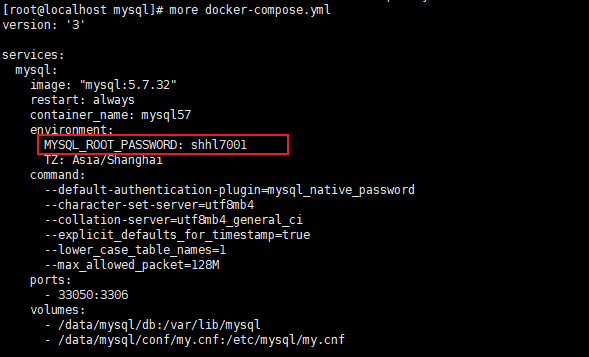 [root@localhost mysql]# more docker-compose.yml
version: '3'
services:
mysql:
image: "mysql:5.7.32"
restart: always
container_name: mysql57
environment:
MYSQL_ROOT_PASSWORD: shhl7001
TZ: Asia/Shanghai
command:
--default-authentication-plugin=mysql_native_password
--character-set-server=utf8mb4
--collation-server=utf8mb4_general_ci
--explicit_defaults_for_timestamp=true
--lower_case_table_names=1
--max_allowed_packet=128M
ports:
- 33050:3306
volumes:
- /data/mysql/db:/var/lib/mysql
- /data/mysql/conf/my.cnf:/etc/mysql/my.cnf